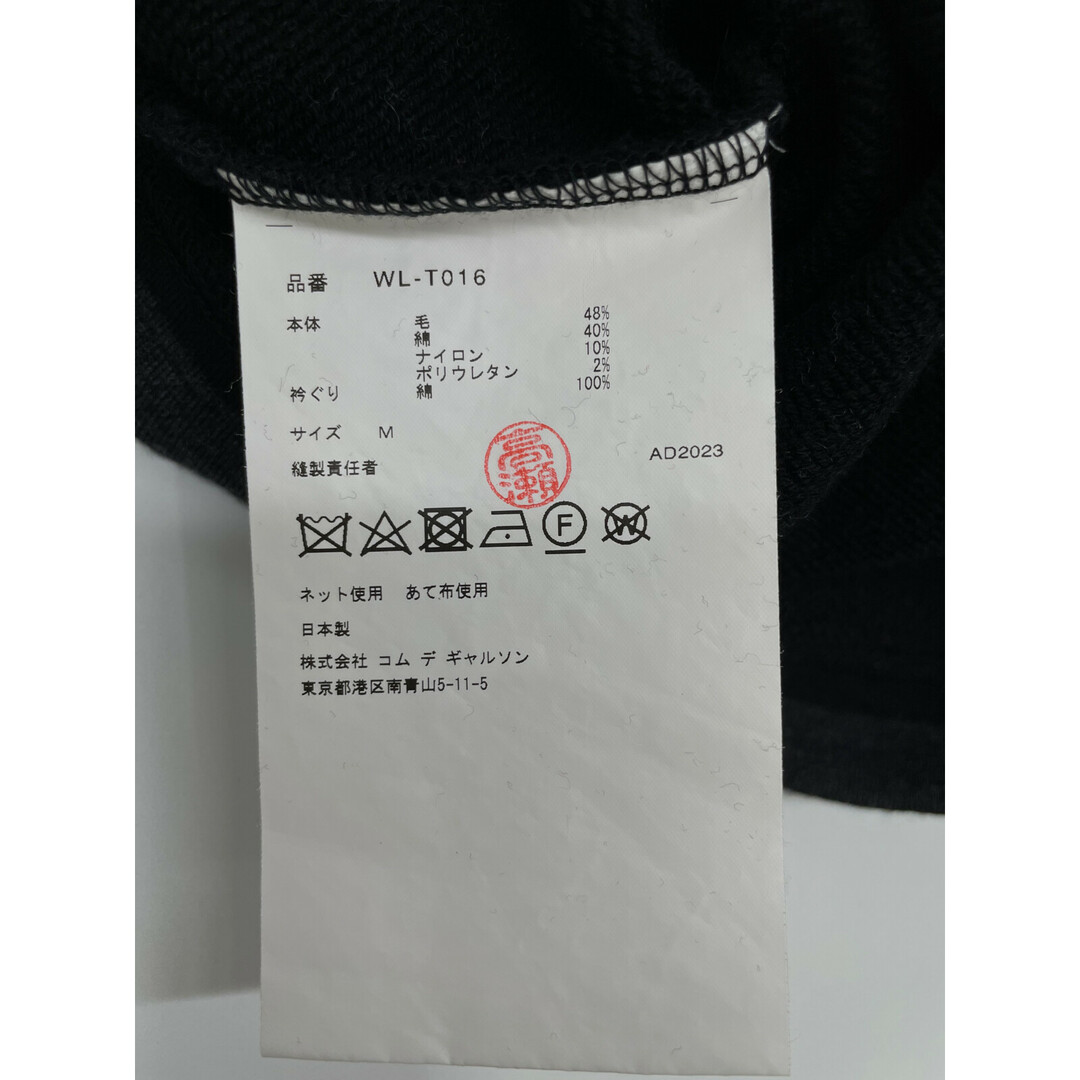 品番 WL-T016
本体 毛 48%
綿 40%
ナイロン 10%
ポリウレタン 2%
衿ぐり 綿 100%
サイズ M
高瀬
縫製責任者 AD2023
F W
ネット使用 あて布使用
日本製
株式会社 コム デ ギャルソン
東京都港区南青山5-11-5